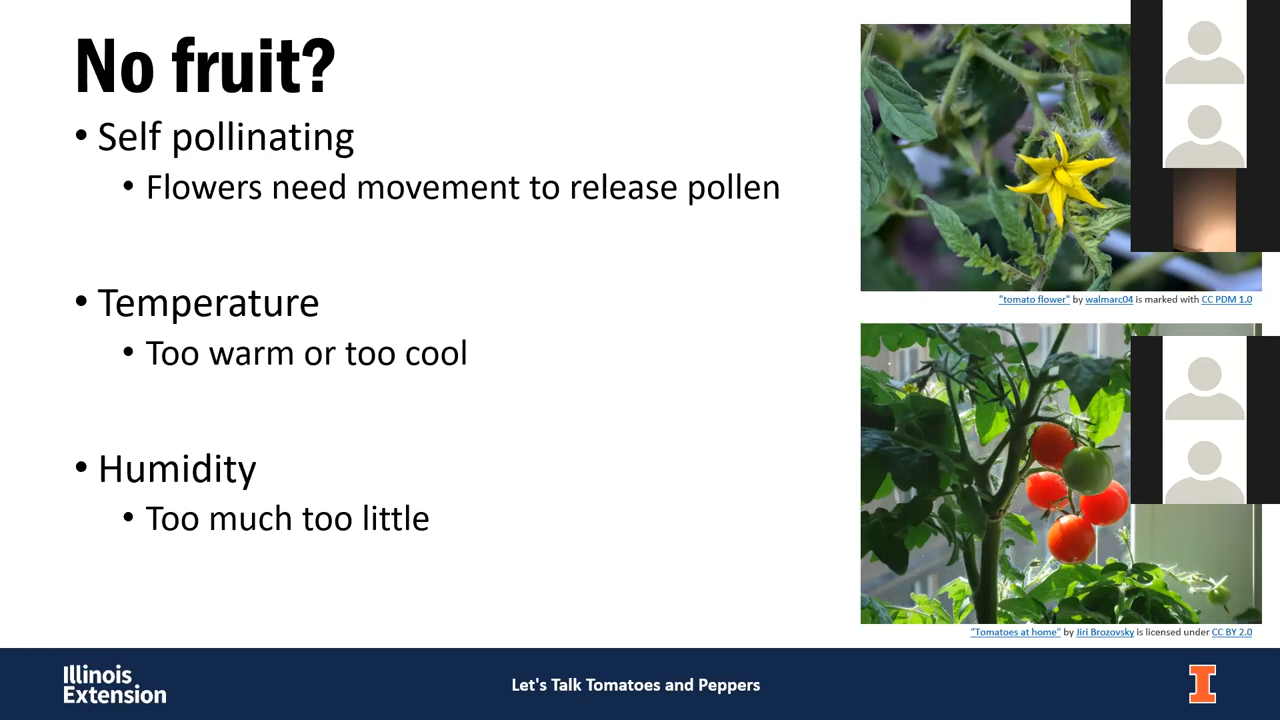 No fruit?
• Self pollinating
• Flowers need movement to release pollen
• Temperature
• Too warm or too cool
• Humidity
• Too much too little
"tomato flower" by walmarc04 is marked with CC PDM 1.0
"Tomatoes at home" by Jiri Brozovsky is licensed under CC BY 2.0
Illinois
Extension
Let's Talk Tomatoes and Peppers
I